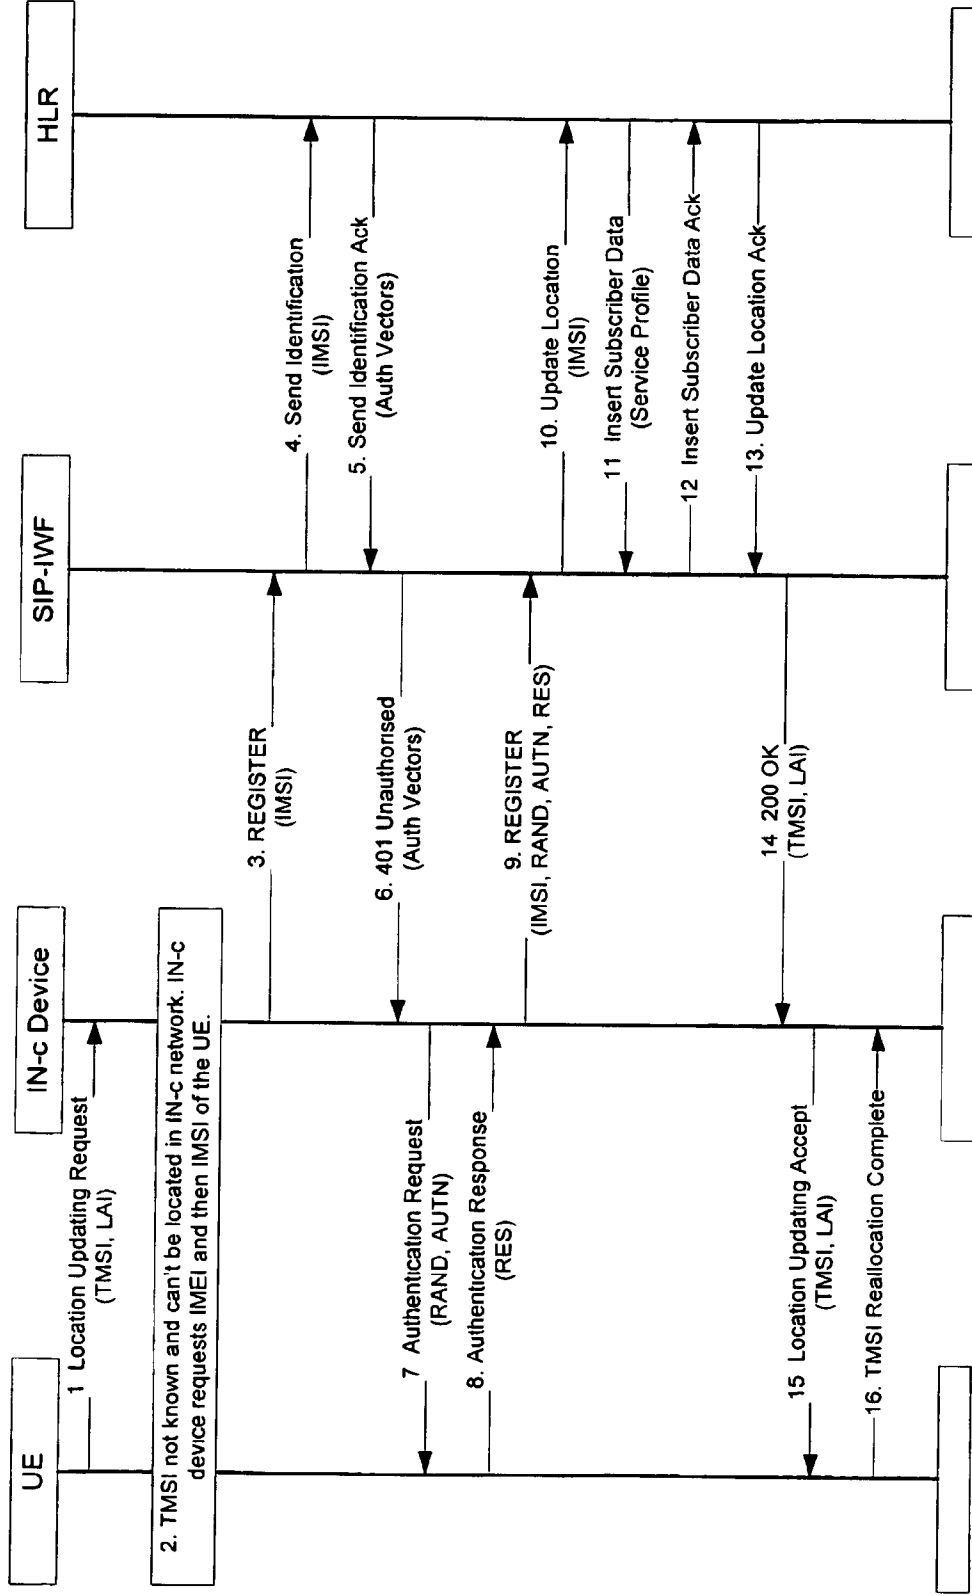 UE
IN-c Device
SIP-IWF
HLR
1 Location Updating Request
(TMSI, LAI)
2. TMSI not known and can't be located in IN-c network. IN-c
device requests IMEI and then IMSI of the UE.
3. REGISTER
(IMSI)
4. Send Identification
(IMSI)
5. Send Identification Ack
(Auth Vectors)
6. 401 Unauthorised
(Auth Vectors)
7 Authentication Request
(RAND, AUTN)
8. Authentication Response
(RES)
9. REGISTER
(IMSI, RAND, AUTN, RES)
10. Update Location
(IMSI)
11 Insert Subscriber Data
(Service Profile)
12 Insert Subscriber Data Ack
13. Update Location Ack
14 200 OK
(TMSI, LAI)
15 Location Updating Accept
(TMSI, LAI)
16. TMSI Reallocation Complete